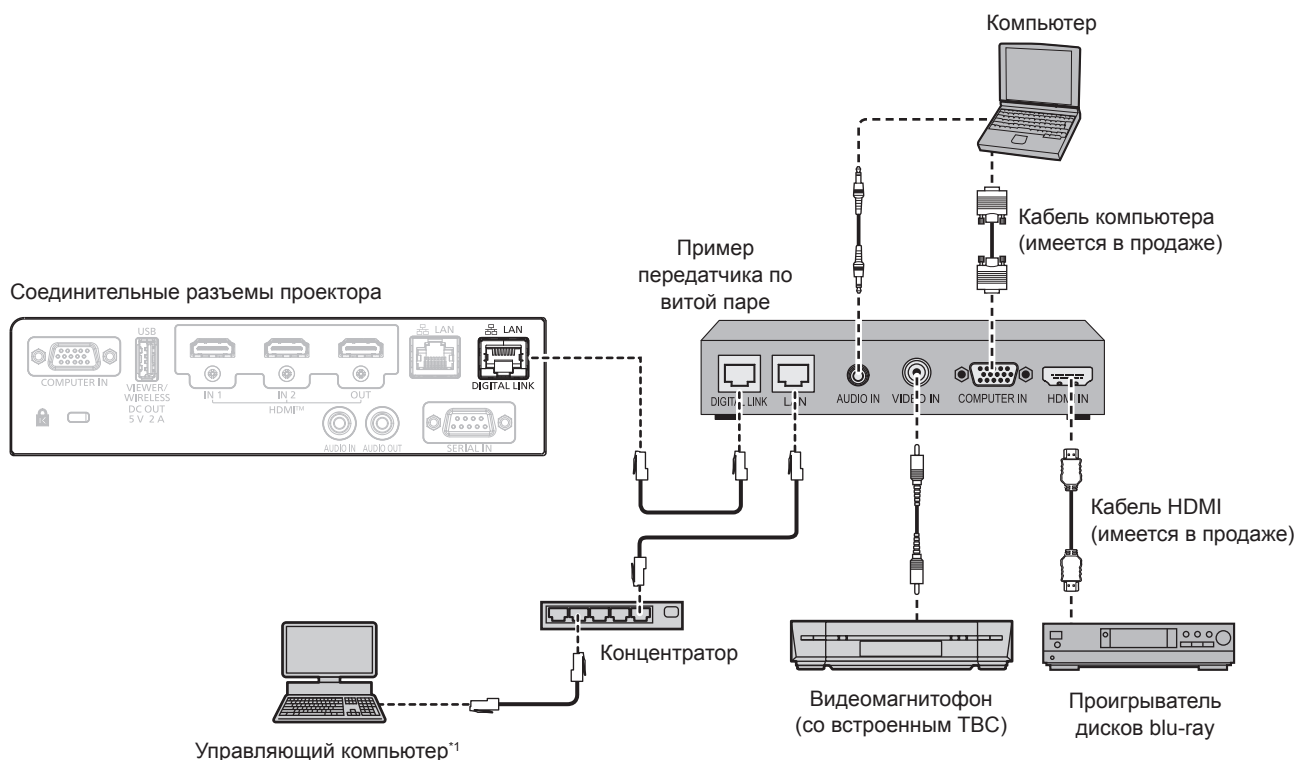 Компьютер
Кабель компьютера
(имеется в продаже)
Пример
передатчика по
витой паре
Соединительные разъемы проектора
COMPUTER IN
USB
VIEWER/
WIRELESS
DC OUT
5 V 2 A
IN 1
IN 2
OUT
HDMI™
LAN
LAN
DIGITAL LINK
AUDIO IN
AUDIO OUT
SERIAL IN
DIGITAL LINK
LAN
AUDIO IN
VIDEO IN
COMPUTER IN
HDMI IN
Кабель HDMI
(имеется в продаже)
Концентратор
Видеомагнитофон
(со встроенным TBC)
Проигрыватель
дисков blu-ray
Управляющий компьютер*1